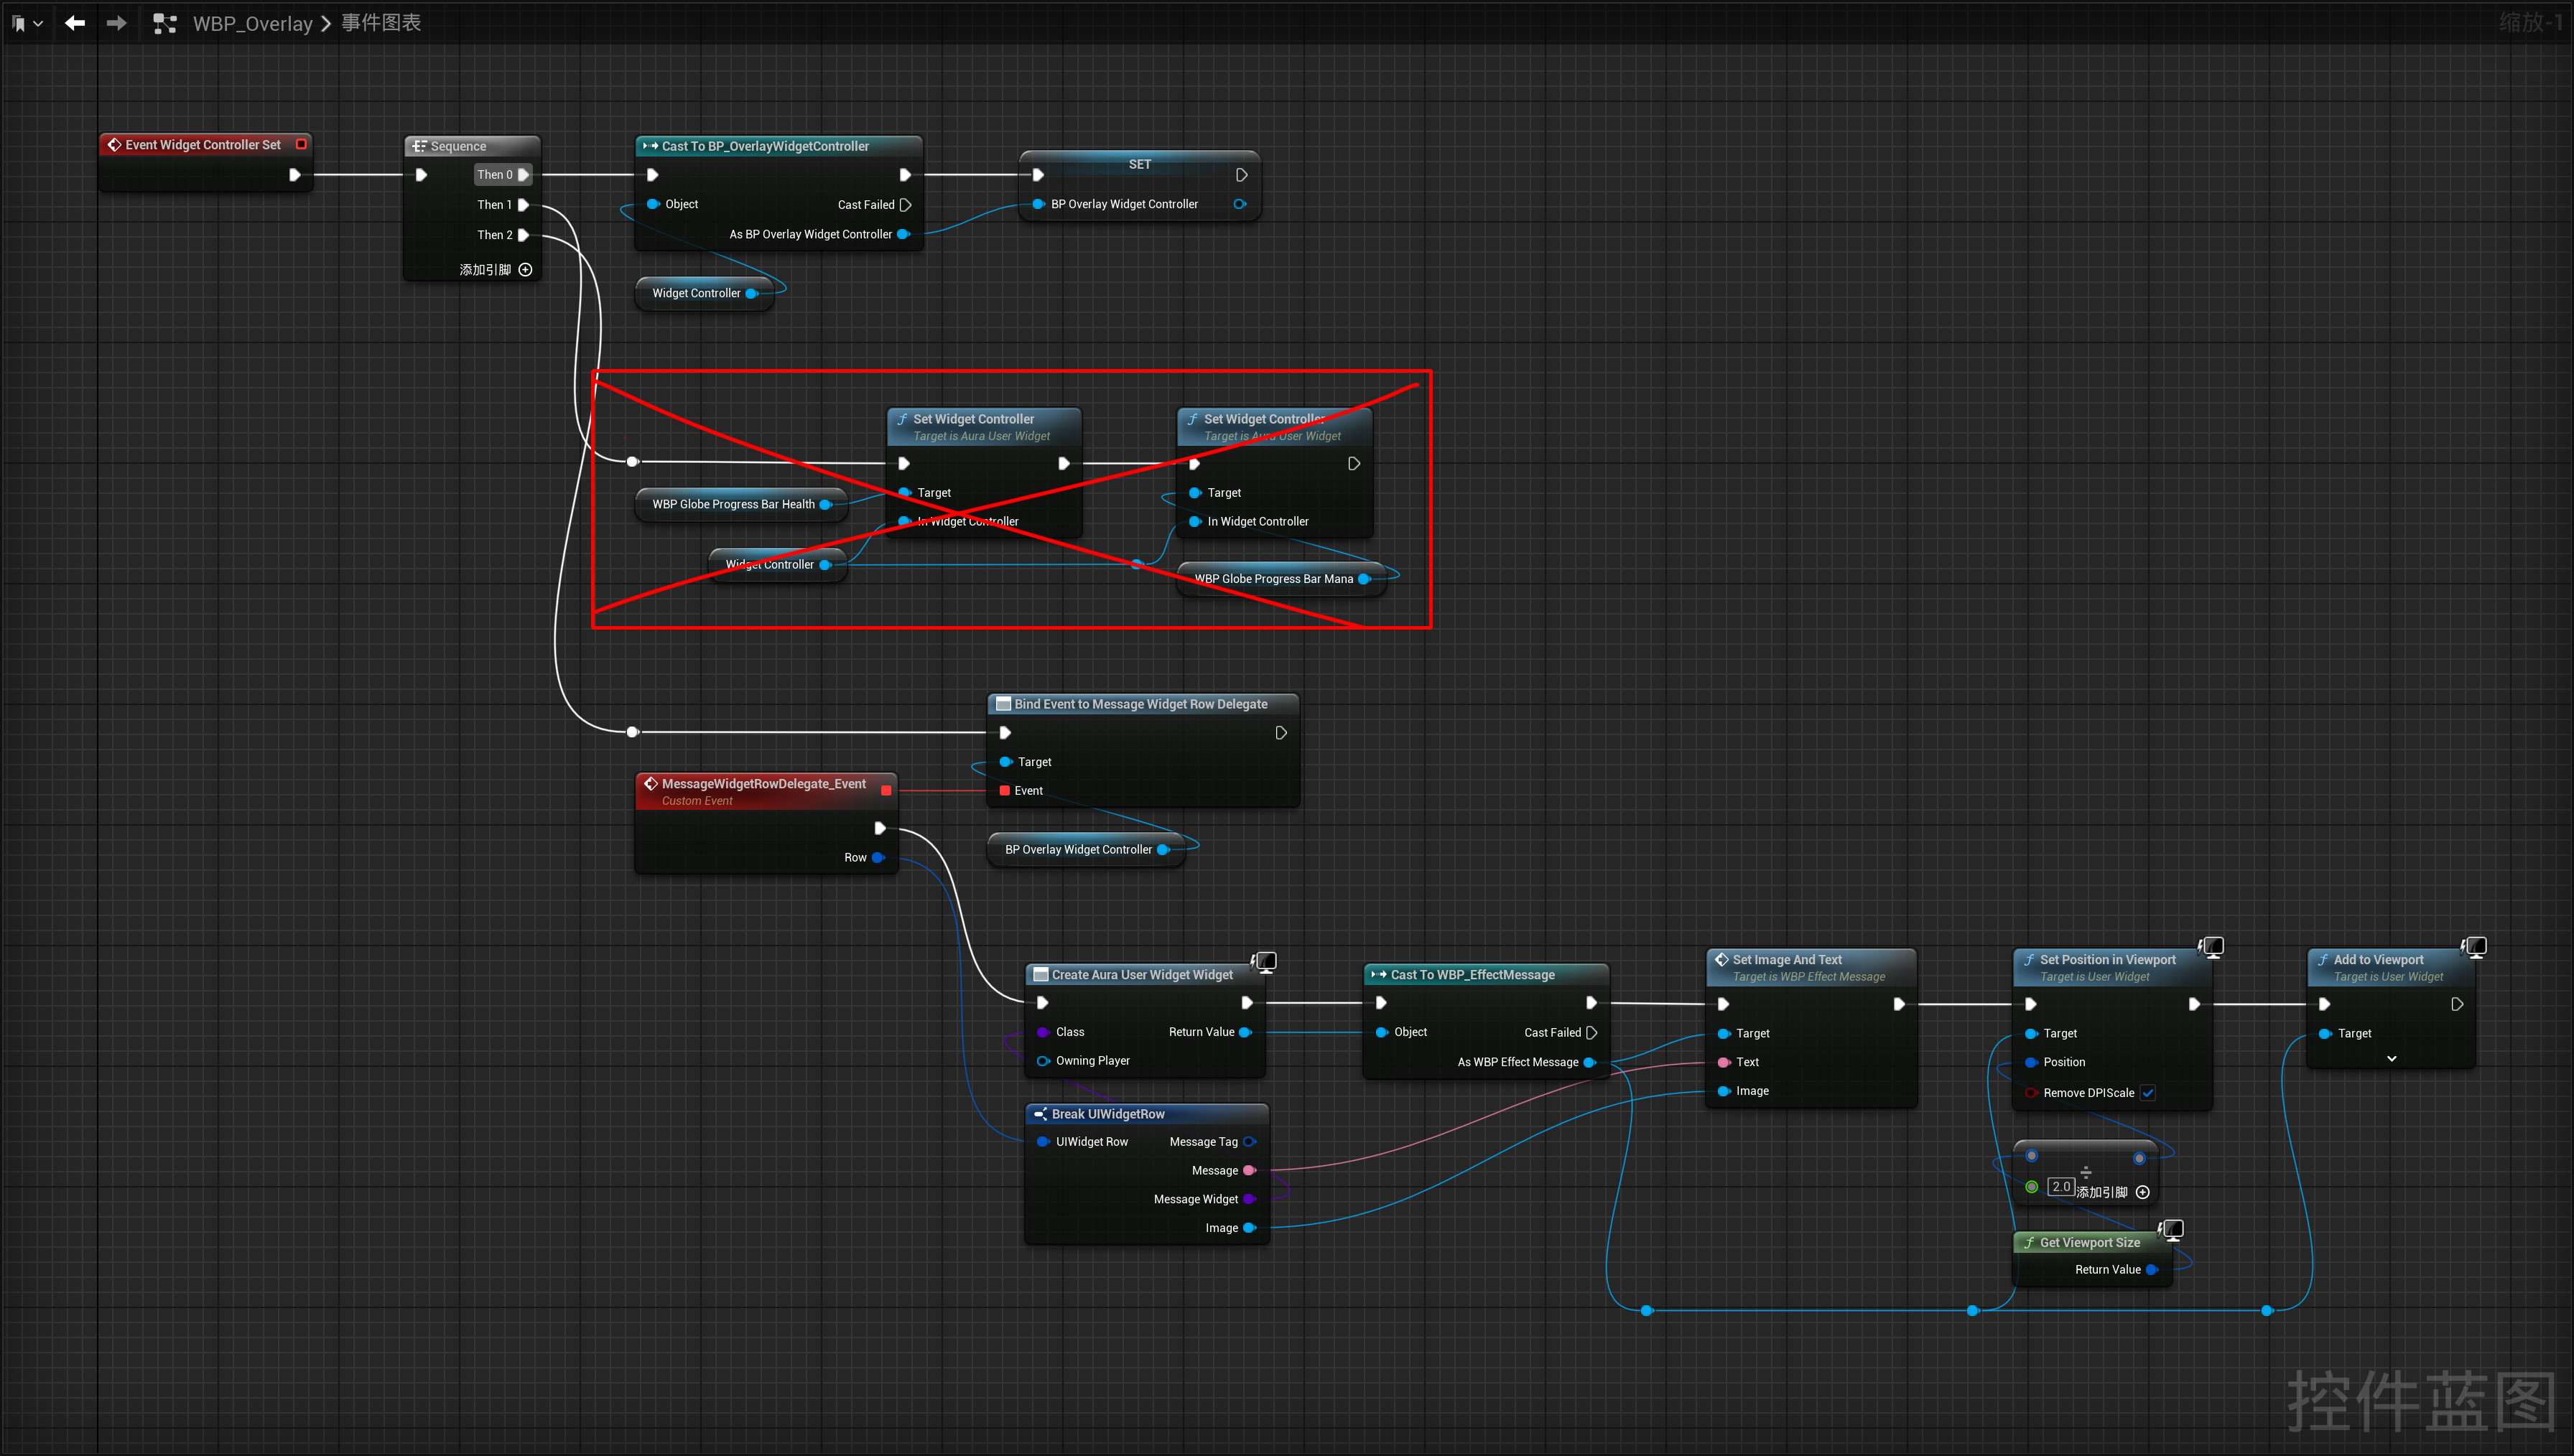 WBP_Overlay > 事件图表
缩放-1
Event Widget Controller Set
Sequence
Then 0
Then 1
Then 2
添加引脚
Cast To BP_OverlayWidgetController
Object
Cast Failed
As BP Overlay Widget Controller
SET
BP Overlay Widget Controller
Widget Controller
Set Widget Controller
Target is Aura User Widget
Target
In Widget Controller
Set Widget Controller
Target is Aura User Widget
Target
In Widget Controller
WBP Globe Progress Bar Health
Widget Controller
WBP Globe Progress Bar Mana
Bind Event to Message Widget Row Delegate
Target
Event
MessageWidgetRowDelegate_Event
Custom Event
Row
BP Overlay Widget Controller
Create Aura User Widget Widget
Class
Return Value
Owning Player
Cast To WBP_EffectMessage
Object
Cast Failed
As WBP Effect Message
Set Image And Text
Target is WBP Effect Message
Target
Text
Image
Set Position in Viewport
Target is User Widget
Target
Position
Remove DPIScale
Add to Viewport
Target is User Widget
Target
Break UIWidgetRow
UIWidget Row
Message Tag
Message
Message Widget
Image
÷
2.0
添加引脚
Get Viewport Size
Return Value
控件蓝图